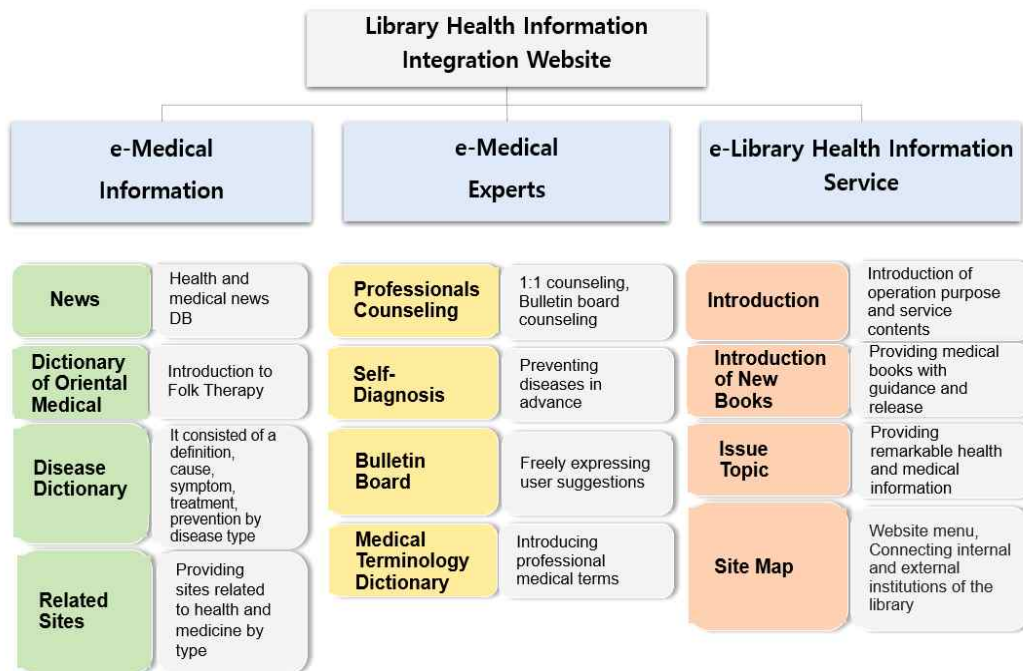 Library Health Information
Integration Website
e-Medical
Information
e-Medical
Experts
e-Library Health Information
Service
News
Health and
medical news
DB
Dictionary
of Oriental
Medical
Introduction to
Folk Therapy
Disease
Dictionary
It consisted of a
definition,
cause,
symptom,
treatment,
prevention by
disease type
Related
Sites
Providing
sites related
to health and
medicine by
type
Professionals
Counseling
1:1 counseling,
Bulletin board
counseling
Self-
Diagnosis
Preventing
diseases in
advance
Bulletin
Board
Freely expressing
user suggestions
Medical
Terminology
Dictionary
Introducing
professional
medical terms
Introduction
Introduction of
operation purpose
and service
contents
Introduction
of New
Books
Providing medical
books with
guidance and
release
Issue
Topic
Providing
remarkable health
and medical
information
Site Map
Website menu,
Connecting internal
and external
institutions of the
library